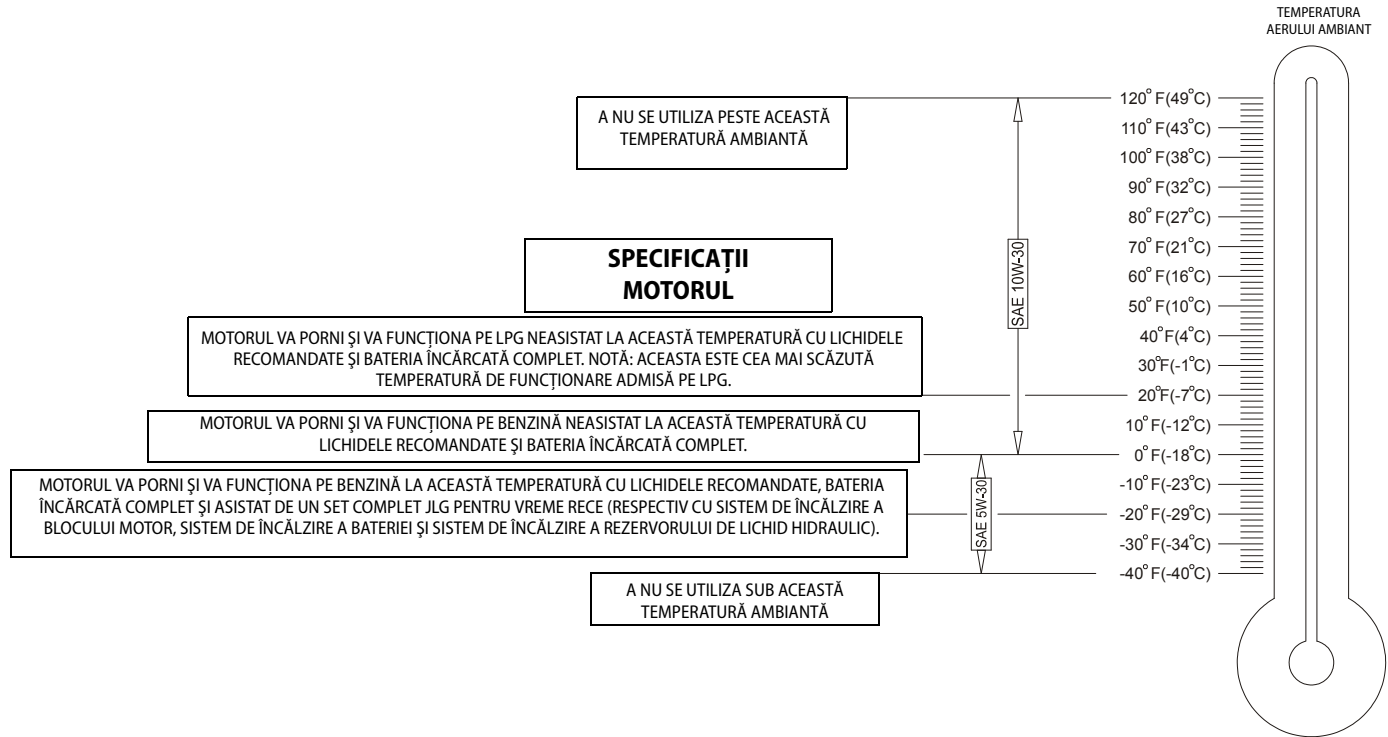 TEMPERATURA
AERULUI AMBIANT
A NU SE UTILIZA PESTE ACEASTĂ
TEMPERATURĂ AMBIANTĂ
120° F(49°C)
110° F(43°C)
100° F(38°C)
90° F(32°C)
80° F(27°C)
70° F(21°C)
60° F(16°C)
50° F(10°C)
40°F(4°C)
30°F(-1°C)
20°F(-7°C)
10°F(-12°C)
0° F(-18°C)
-10° F(-23°C)
-20° F(-29°C)
-30° F(-34°C)
-40° F(-40°C)
SAE 10W-30
SAE 5W-30
SPECIFICAȚII
MOTORUL
MOTORUL VA PORNI ŞI VA FUNCȚIONA PE LPG NEASISTAT LA ACEASTĂ TEMPERATURĂ CU LICHIDELE
RECOMANDATE ŞI BATERIA ÎNCĂRCATĂ COMPLET. NOTĂ: ACEASTA ESTE CEA MAI SCĂZUTĂ
TEMPERATURĂ DE FUNCȚIONARE ADMISĂ PE LPG.
MOTORUL VA PORNI ŞI VA FUNCȚIONA PE BENZINĂ NEASISTAT LA ACEASTĂ TEMPERATURĂ CU
LICHIDELE RECOMANDATE ŞI BATERIA ÎNCĂRCATĂ COMPLET.
MOTORUL VA PORNI ŞI VA FUNCȚIONA PE BENZINĂ LA ACEASTĂ TEMPERATURĂ CU LICHIDELE RECOMANDATE, BATERIA
ÎNCĂRCATĂ COMPLET ŞI ASISTAT DE UN SET COMPLET JLG PENTRU VREME RECE (RESPECTIV CU SISTEM DE ÎNCĂLZIRE A
BLOCULUI MOTOR, SISTEM DE ÎNCĂLZIRE A BATERIEI ŞI SISTEM DE ÎNCĂLZIRE A REZERVORULUI DE LICHID HIDRAULIC).
A NU SE UTILIZA SUB ACEASTĂ
TEMPERATURĂ AMBIANTĂ